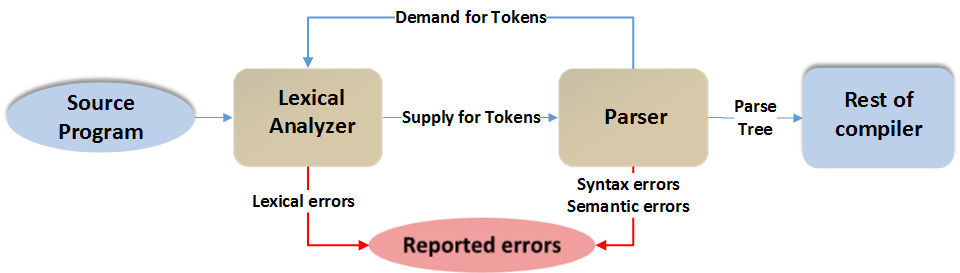 Demand for Tokens
Source
Program
Lexical
Analyzer
Supply for Tokens
Parser
Parse
Tree
Rest of
compiler
Lexical errors
Syntax errors
Semantic errors
Reported errors